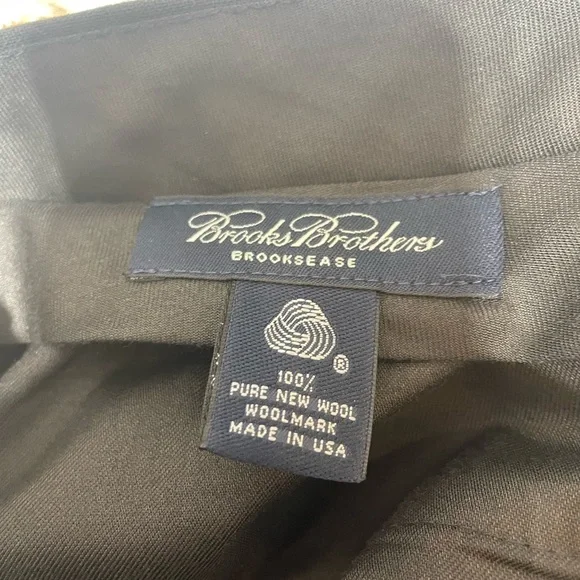 Brooks Brothers
BROOKSEASE
®
100%
PURE NEW WOOL
WOOLMARK
MADE IN USA